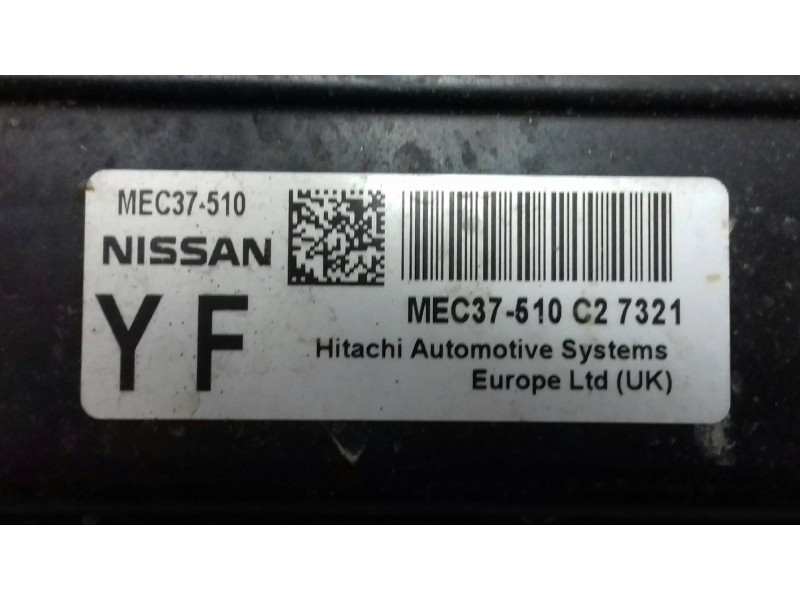 MEC37-510
NISSAN
Y F
MEC37-510 C2 7321
Hitachi Automotive Systems
Europe Ltd (UK)